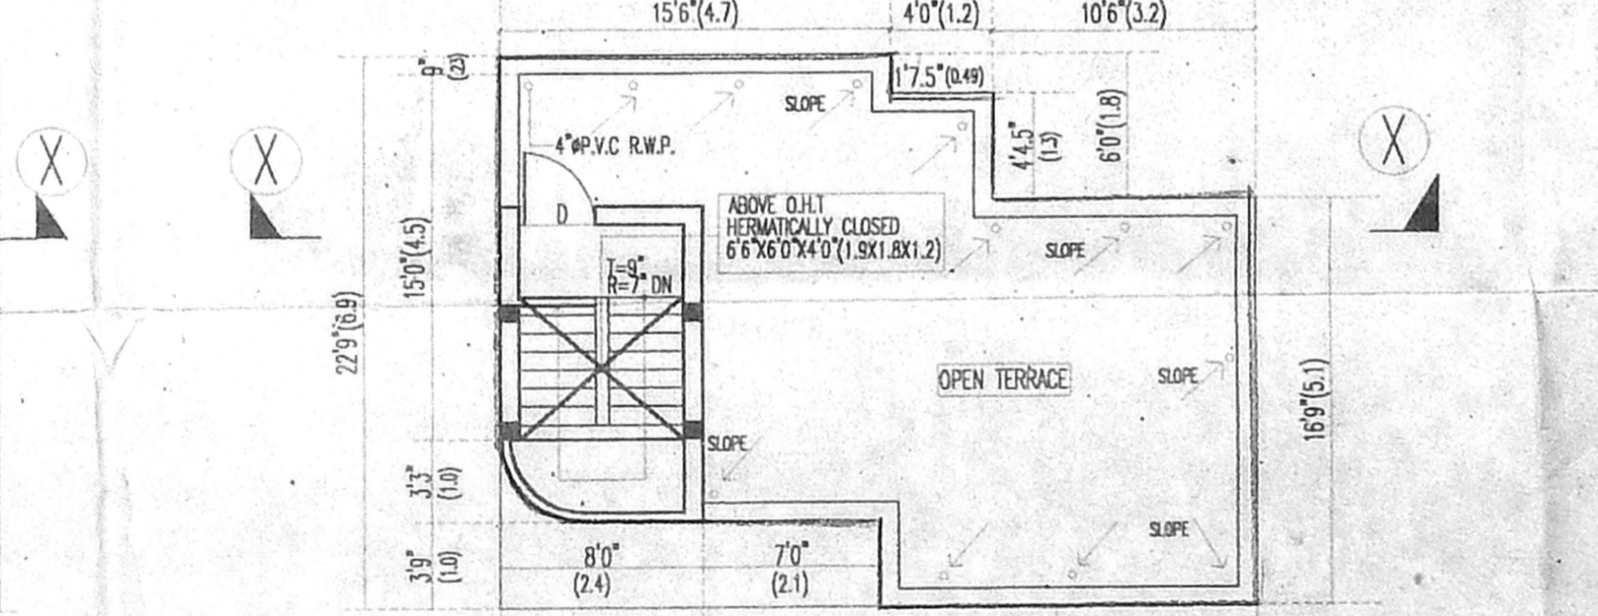 15'6"(4.7) 4'0"(1.2) 10'6"(3.2)
9" (.23)
1'7.5"(0.49)
SLOPE
4"øP.V.C R.W.P.
4'4.5" (1.3)
6'0"(1.8)
X X X
D
ABOVE O.H.T
HERMATICALLY CLOSED
6'6"X6'0"X4'0"(1.9X1.8X1.2)
SLOPE
15'0"(4.5)
T=9"
R=7" DN
22'9"(6.9)
OPEN TERRACE
SLOPE
16'9"(5.1)
SLOPE
3'3" (1.0)
SLOPE
3'9" (1.0)
8'0" 7'0"
(2.4) (2.1)